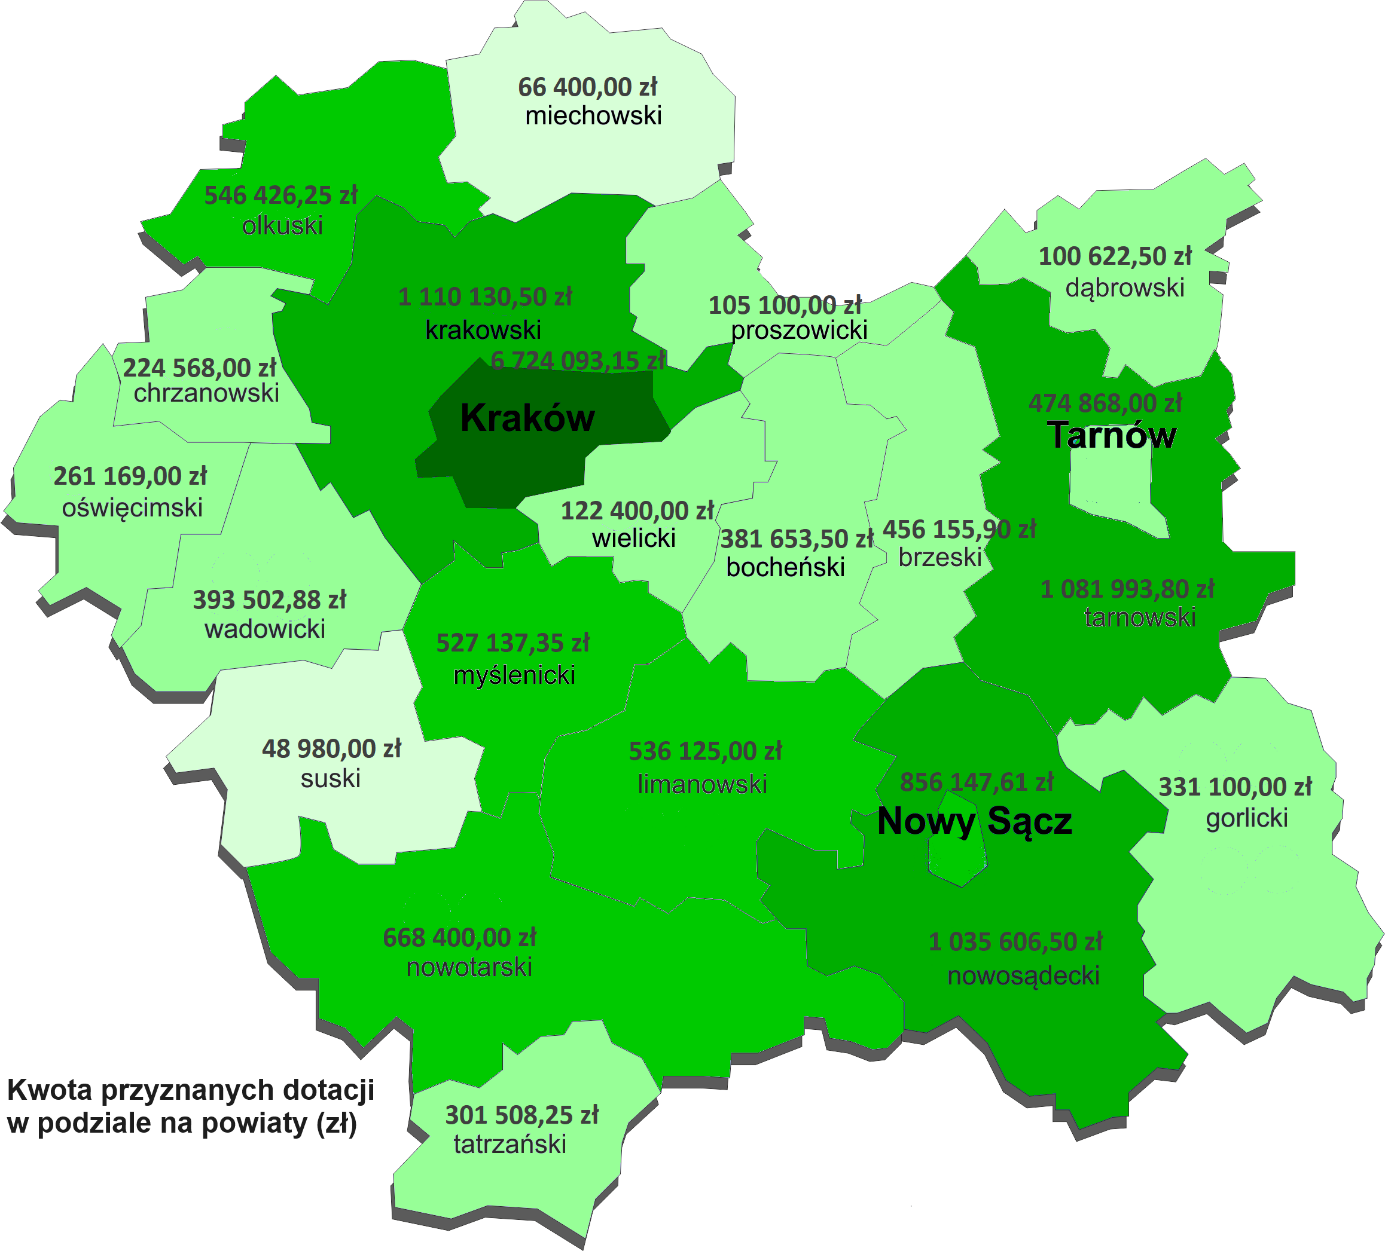 66 400,00 zł
miechowski
546 426,25 zł
olkuski
100 622,50 zł
dąbrowski
1 110 130,50 zł
krakowski
105 100,00 zł
proszowicki
6 724 093,15 zł
Kraków
224 568,00 zł
chrzanowski
474 868,00 zł
Tarnów
261 169,00 zł
oświęcimski
122 400,00 zł
wielicki
381 653,50 zł
bocheński
456 155,90 zł
brzeski
393 502,88 zł
wadowicki
1 081 993,80 zł
tarnowski
527 137,35 zł
myślenicki
48 980,00 zł
suski
536 125,00 zł
limanowski
856 147,61 zł
Nowy Sącz
331 100,00 zł
gorlicki
668 400,00 zł
nowotarski
1 035 606,50 zł
nowosądecki
Kwota przyznanych dotacji
w podziale na powiaty (zł)
301 508,25 zł
tatrzański